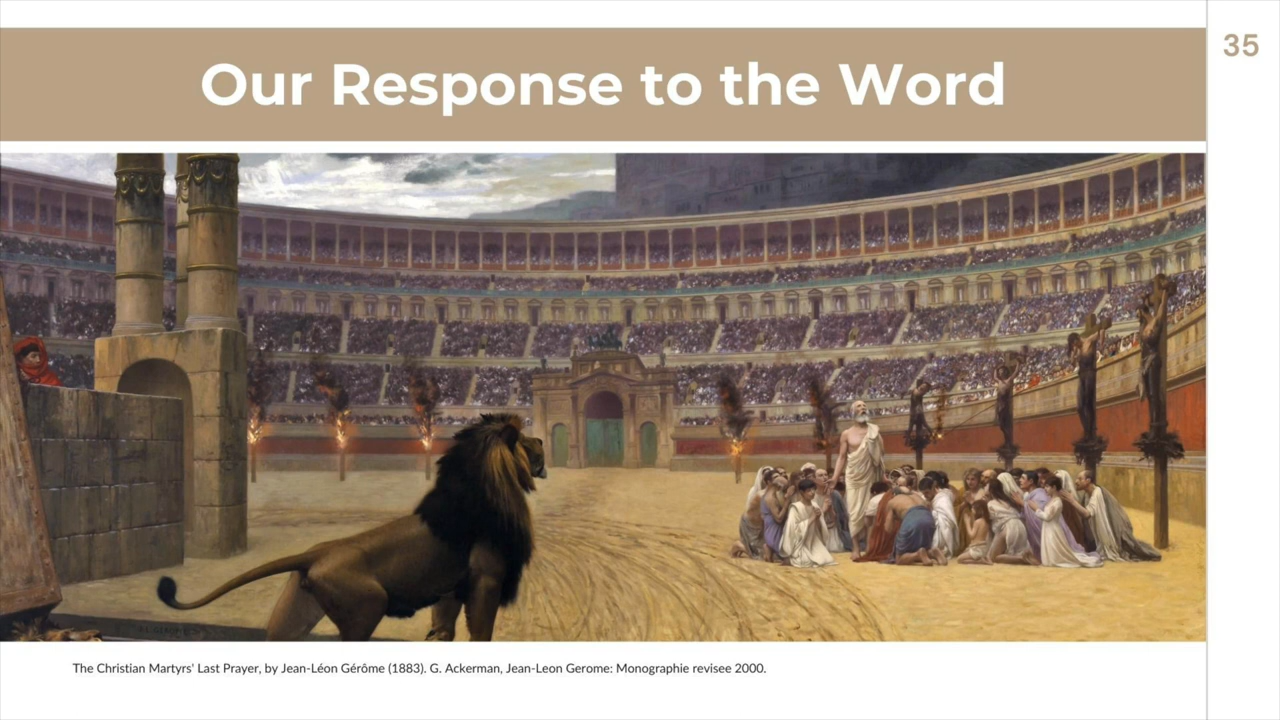 Our Response to the Word
35
The Christian Martyrs' Last Prayer, by Jean-Léon Gérôme (1883). G. Ackerman, Jean-Leon Gerome: Monographie revisee 2000.